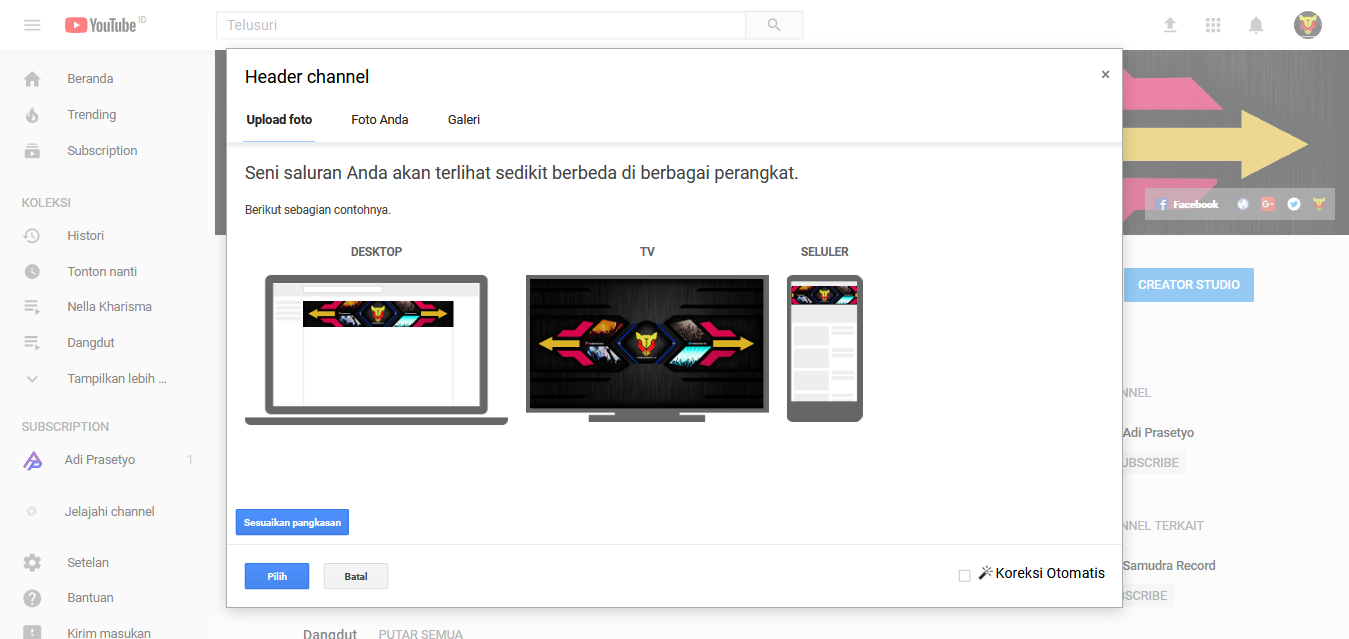 YouTube ID
Telusuri
Beranda
Trending
Subscription
KOLEKSI
Histori
Tonton nanti
Nella Kharisma
Dangdut
Tampilkan lebih ...
SUBSCRIPTION
Adi Prasetyo 1
Jelajahi channel
Setelan
Bantuan
Kirim masukan
Header channel ×
Upload foto Foto Anda Galeri
Seni saluran Anda akan terlihat sedikit berbeda di berbagai perangkat.
Berikut sebagian contohnya.
DESKTOP TV SELULER
Sesuaikan pangkasan
Pilih Batal Koreksi Otomatis
Facebook G+
CREATOR STUDIO
NNEL
Adi Prasetyo
UBSCRIBE
NNEL TERKAIT
Samudra Record
BSCRIBE
Dangdut PUTAR SEMUA